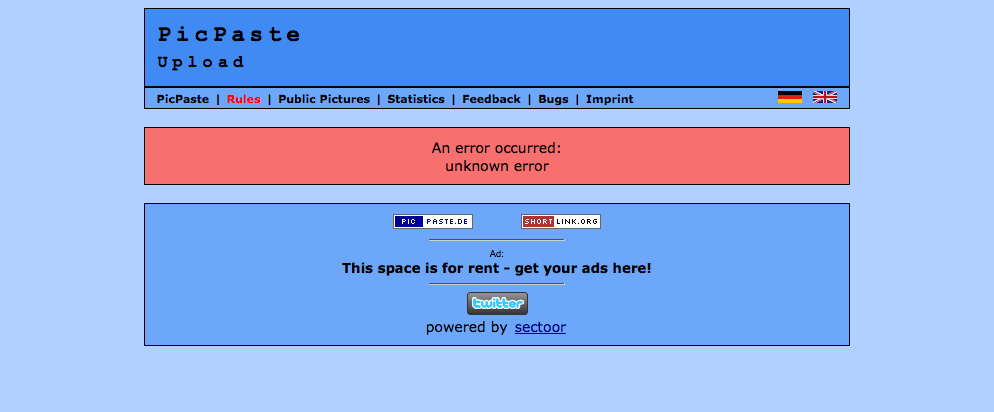 PicPaste
Upload
PicPaste | Rules | Public Pictures | Statistics | Feedback | Bugs | Imprint
An error occurred:
unknown error
PIC PASTE.DE SHORT LINK.ORG
Ad:
This space is for rent - get your ads here!
twitter
powered by sectoor